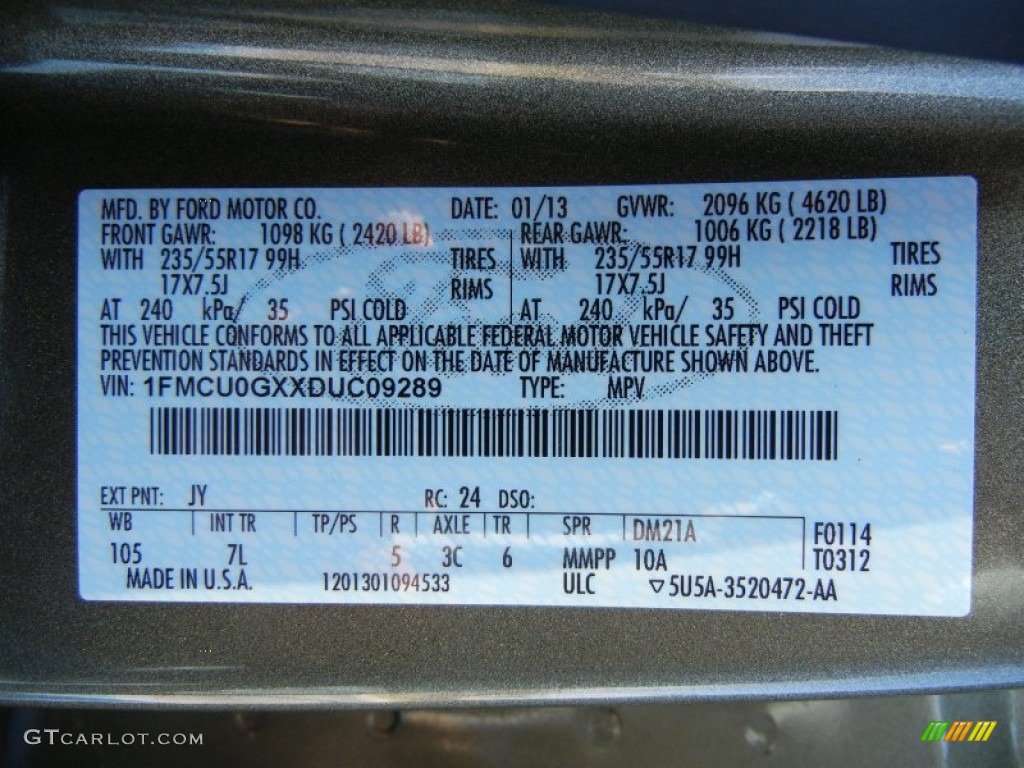 MFD. BY FORD MOTOR CO. DATE: 01/13 GVWR: 2096 KG ( 4620 LB)
FRONT GAWR: 1098 KG ( 2420 LB) REAR GAWR: 1006 KG ( 2218 LB)
WITH 235/55R17 99H TIRES WITH 235/55R17 99H TIRES
17X7.5J RIMS 17X7.5J RIMS
AT 240 kPa/ 35 PSI COLD AT 240 kPa/ 35 PSI COLD
THIS VEHICLE CONFORMS TO ALL APPLICABLE FEDERAL MOTOR VEHICLE SAFETY AND THEFT
PREVENTION STANDARDS IN EFFECT ON THE DATE OF MANUFACTURE SHOWN ABOVE.
VIN: 1FMCU0GXXDUC09289 TYPE: MPV
EXT PNT: JY RC: 24 DSO:
WB INT TR TP/PS R AXLE TR SPR DM21A F0114
105 7L 5 3C 6 MMPP 10A T0312
MADE IN U.S.A. 1201301094533 ULC ▽5U5A-3520472-AA
GTCARLOT.COM